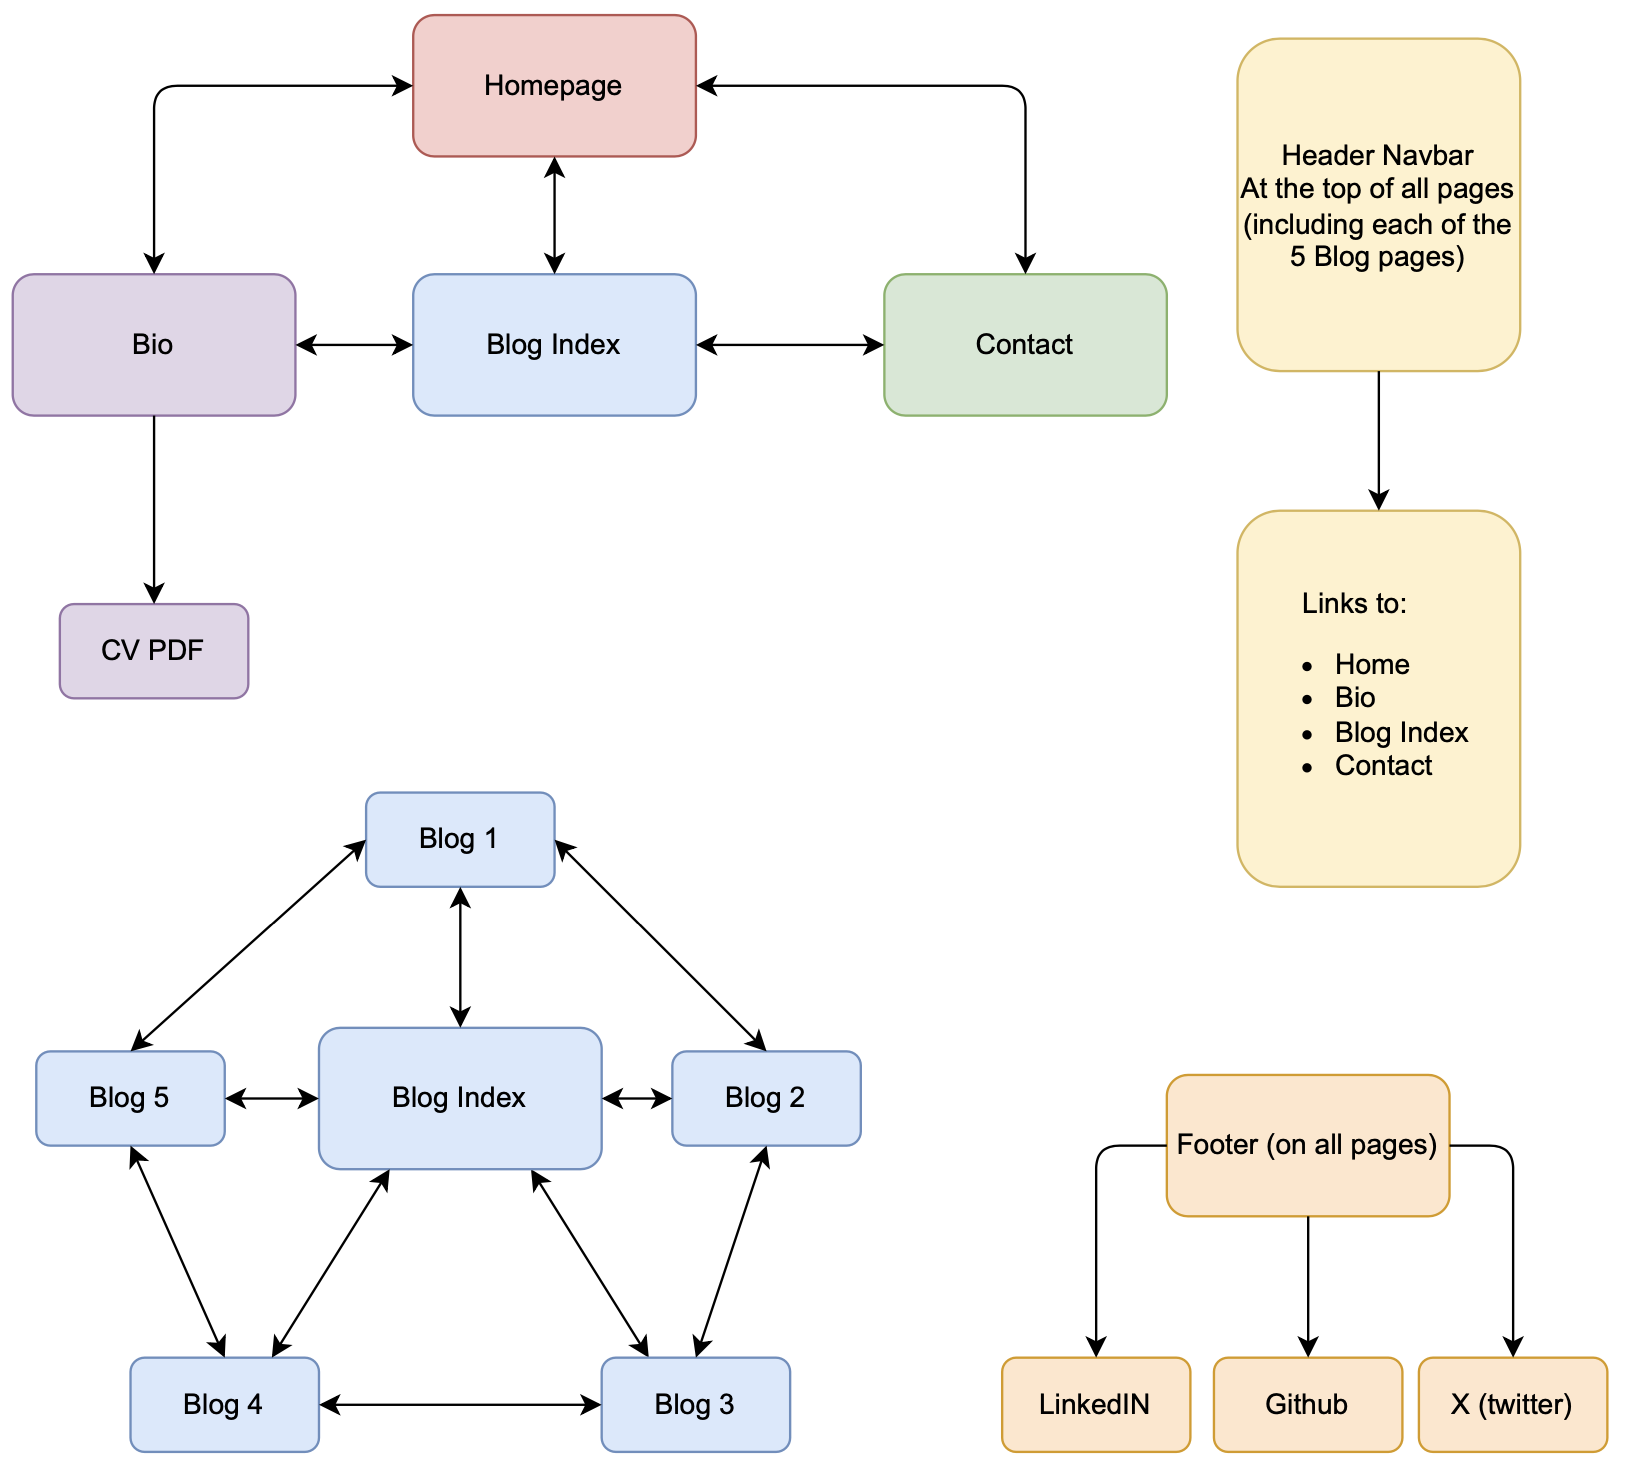 Homepage
Header Navbar
At the top of all pages
(including each of the
5 Blog pages)
Bio
Blog Index
Contact
CV PDF
Links to:
• Home
• Bio
• Blog Index
• Contact
Blog 1
Blog 5
Blog Index
Blog 2
Blog 4
Blog 3
Footer (on all pages)
LinkedIN
Github
X (twitter)